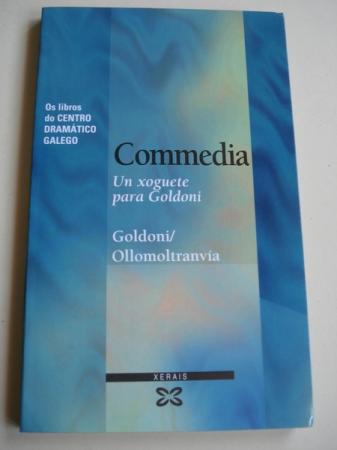 Os libros
do CENTRO
DRAMÁTICO
GALEGO
Commedia
Un xoguete
para Goldoni
Goldoni/
Ollomoltranvía
XERAIS